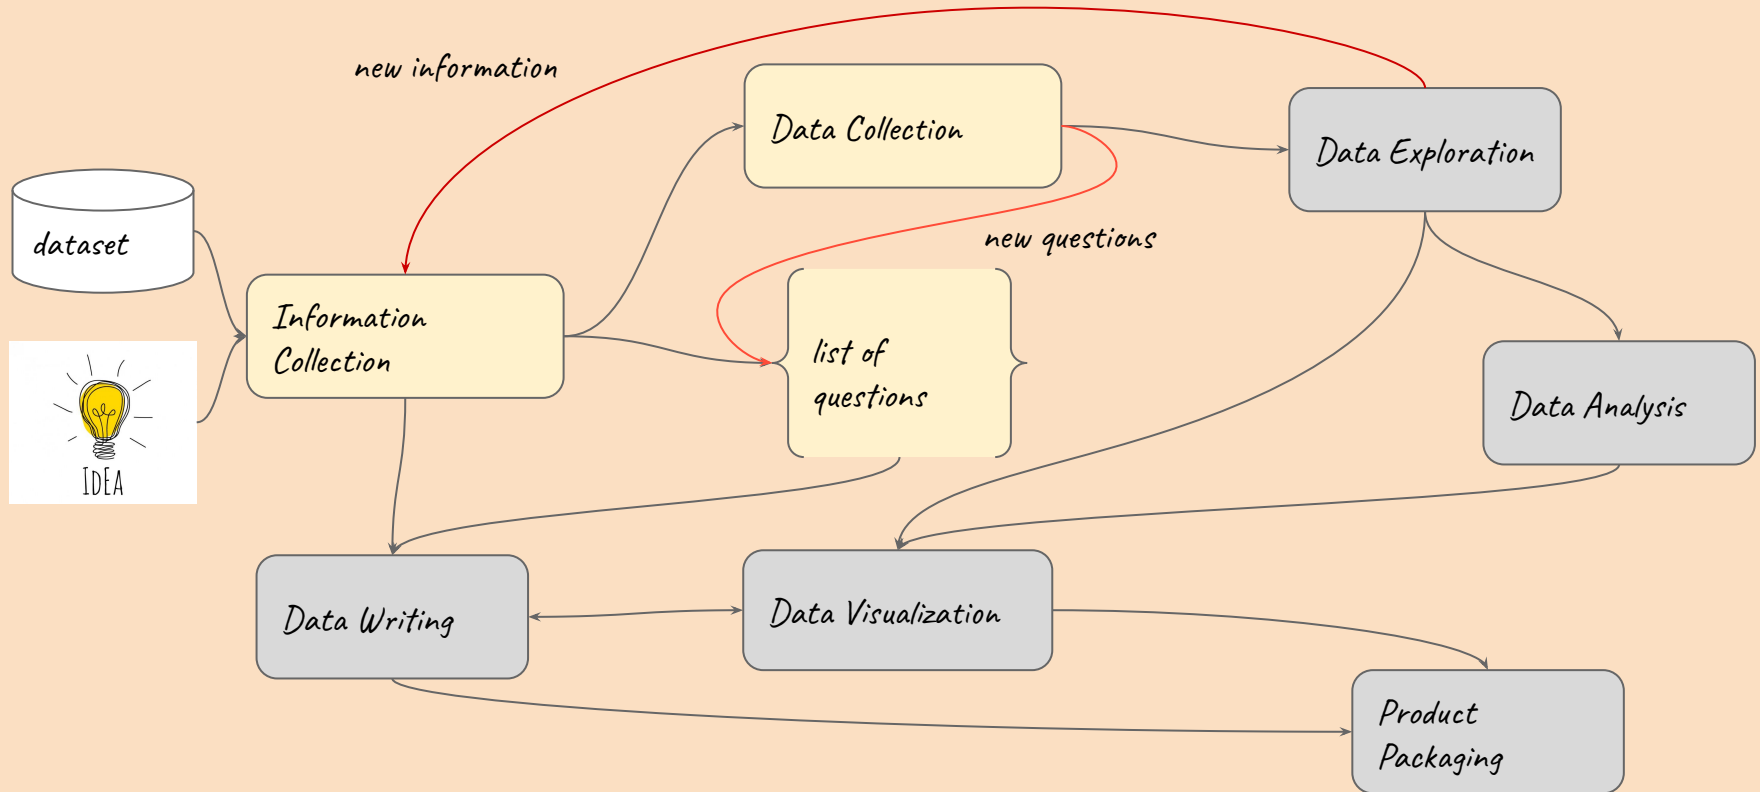 new information
Data Collection
Data Exploration
dataset
new questions
Information
Collection
list of
questions
Data Analysis
IDEA
Data Writing
Data Visualization
Product
Packaging